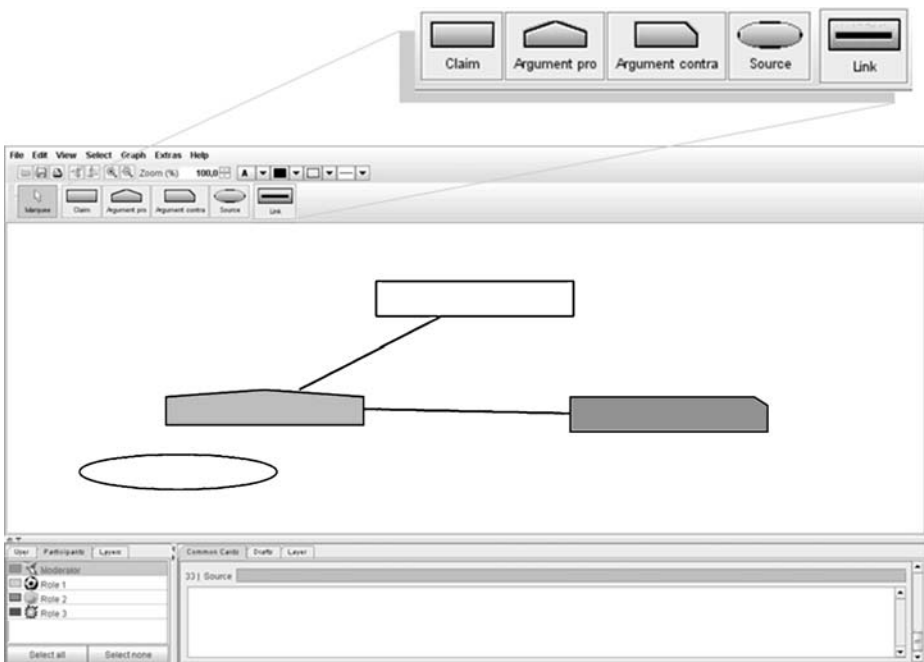 Claim Argument pro Argument contra Source Link
File Edit View Select Graph Extras Help
Zoom (%) 100,0 A
Marquee Claim Argument pro Argument contra Source Link
User Participants Layers
Moderator
Role 1
Role 2
Role 3
Select all Select none
Common Cards Drafts Layer
33 | Source